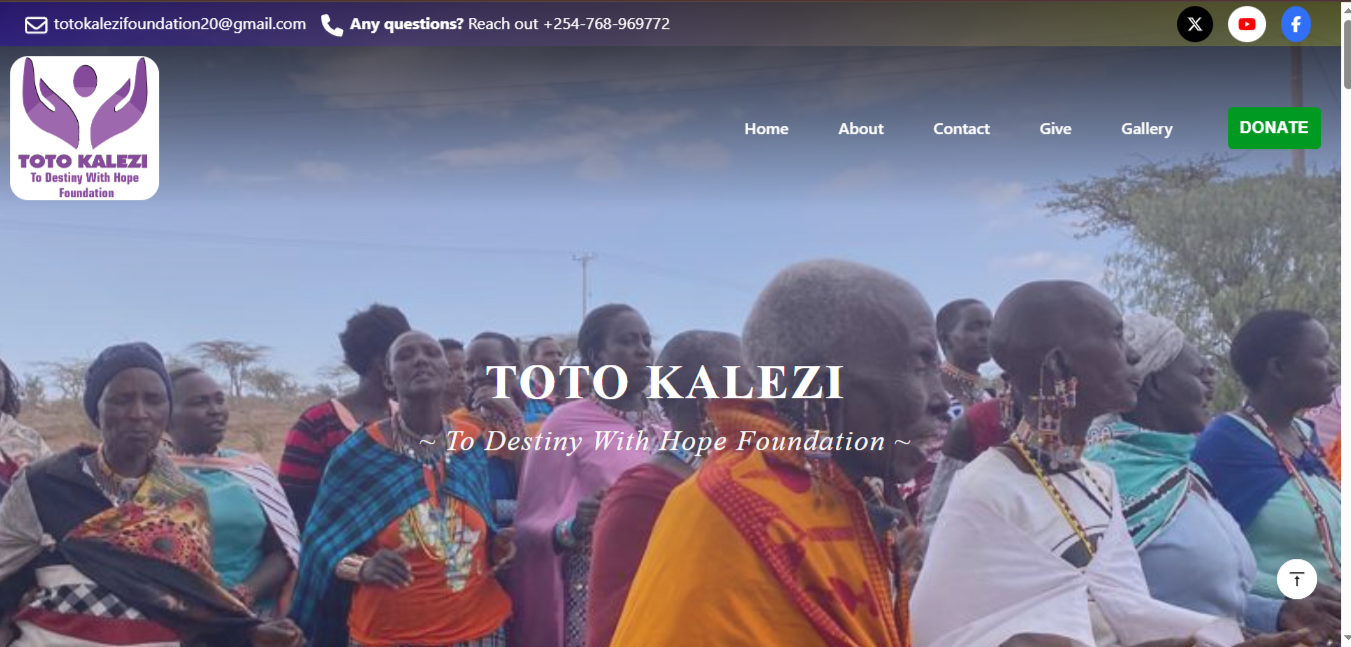 totokalezifoundation20@gmail.com Any questions? Reach out +254-768-969772
TOTO KALEZI
To Destiny With Hope
Foundation
Home About Contact Give Gallery DONATE
TOTO KALEZI
~ To Destiny With Hope Foundation ~